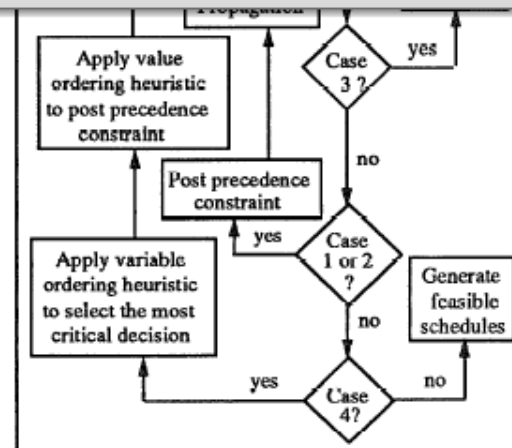 Propagation
Case
3 ?
yes
Apply value
ordering heuristic
to post precedence
constraint
no
Post precedence
constraint
yes
Case
1 or 2
?
Apply variable
ordering heuristic
to select the most
critical decision
Generate
feasible
schedules
no
yes
Case
4?
no